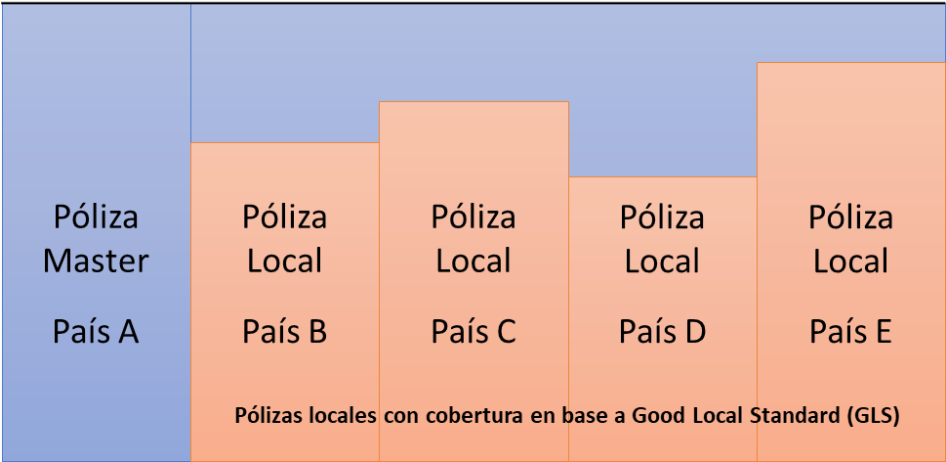 Póliza
Master
País A
Póliza
Local
País B
Póliza
Local
País C
Póliza
Local
País D
Póliza
Local
País E
Pólizas locales con cobertura en base a Good Local Standard (GLS)